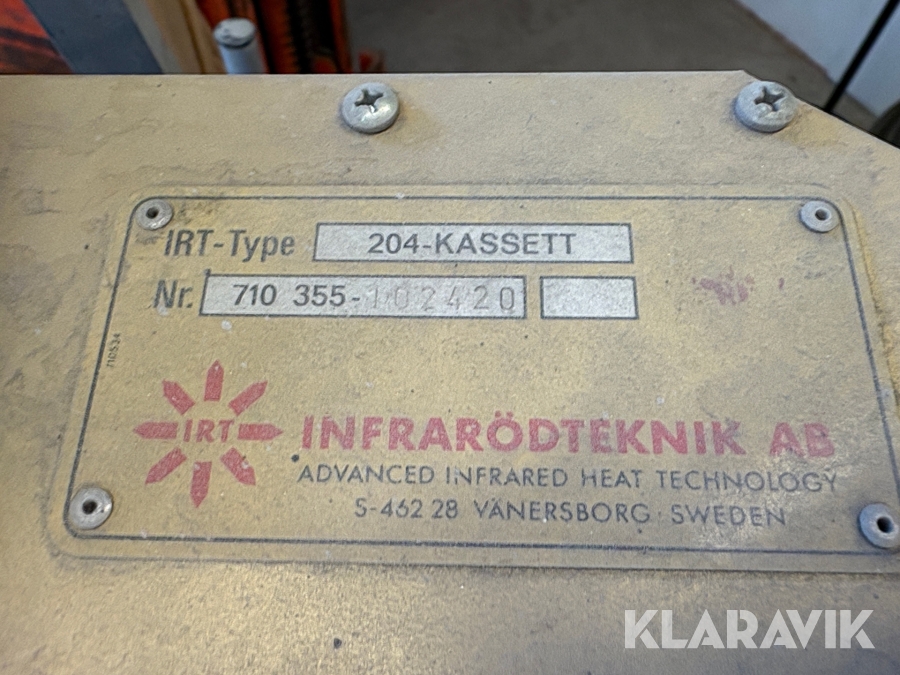 IRT-Type 204-KASSETT
Nr. 710 355-102420
710534
IRT
INFRARÖDTEKNIK AB
ADVANCED INFRARED HEAT TECHNOLOGY
S-462 28 VÄNERSBORG SWEDEN
KLARAVIK